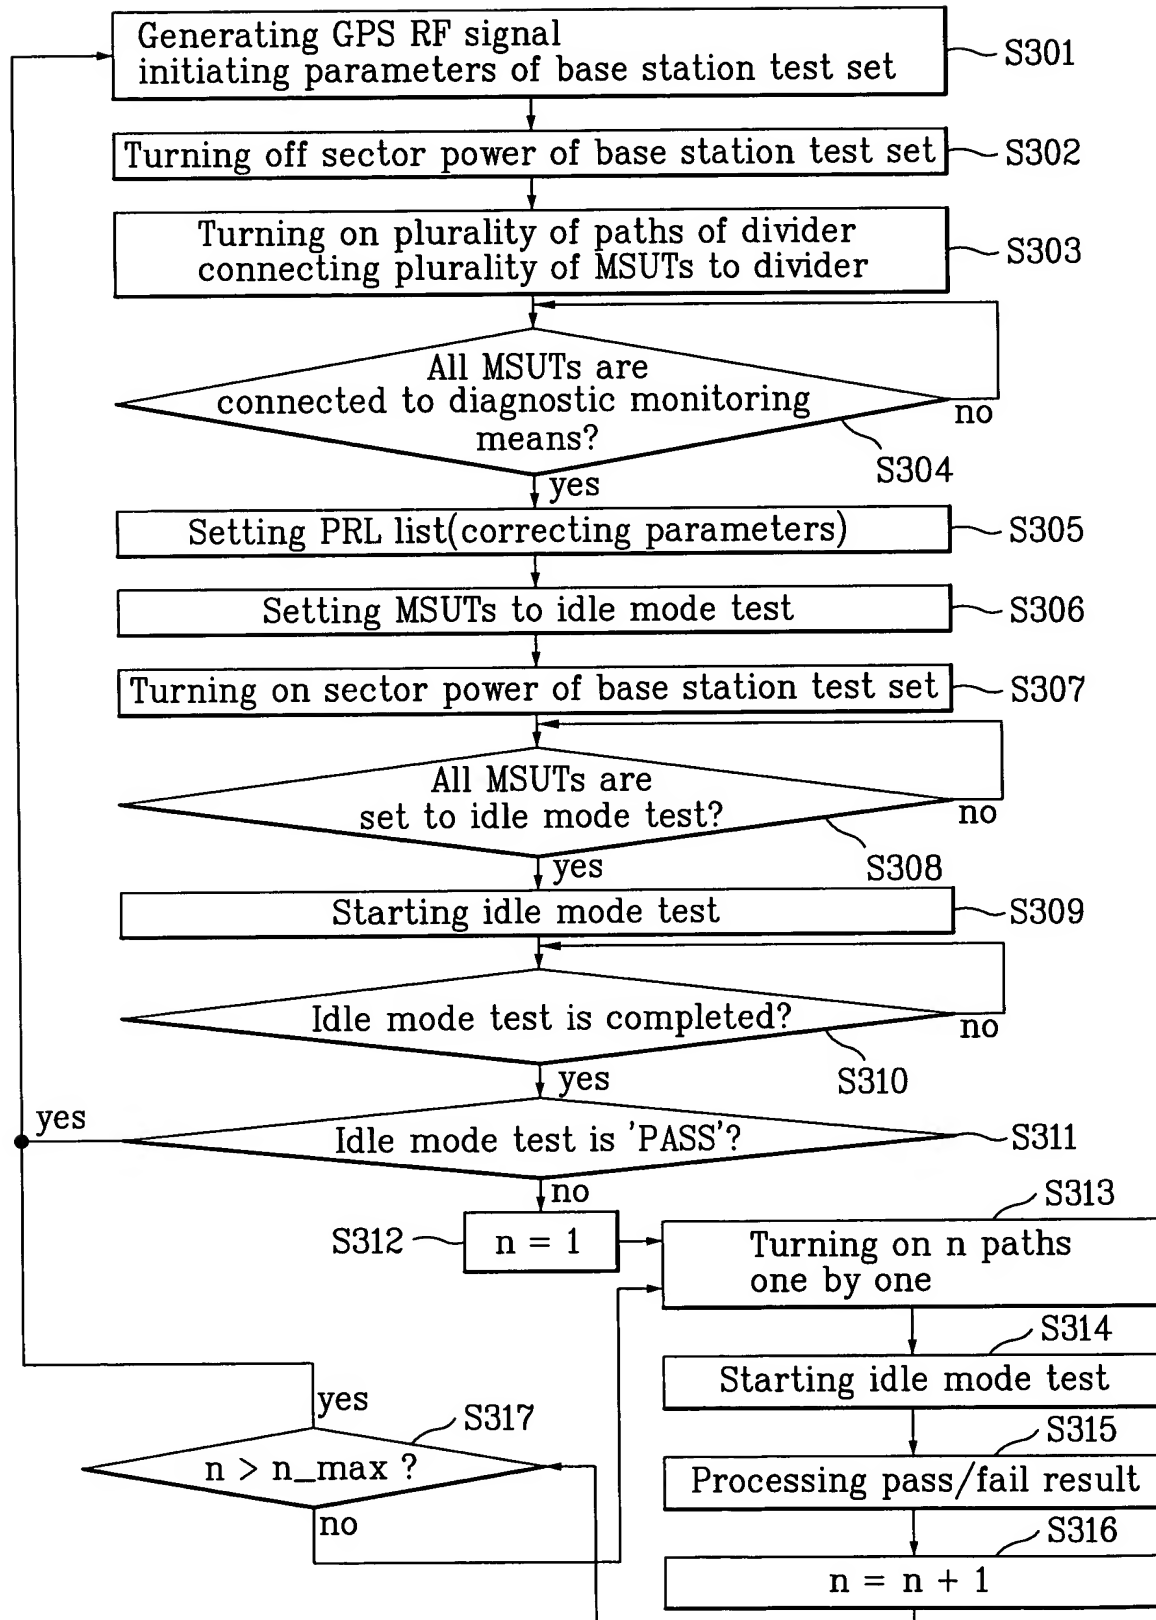 Generating GPS RF signal
initiating parameters of base station test set
S301
Turning off sector power of base station test set
S302
Turning on plurality of paths of divider
connecting plurality of MSUTs to divider
S303
All MSUTs are
connected to diagnostic monitoring
means?
no
S304
yes
Setting PRL list(correcting parameters)
S305
Setting MSUTs to idle mode test
S306
Turning on sector power of base station test set
S307
All MSUTs are
set to idle mode test?
no
S308
yes
Starting idle mode test
S309
Idle mode test is completed?
no
S310
yes
yes
Idle mode test is 'PASS'?
S311
no
S312
n = 1
S313
Turning on n paths
one by one
S314
Starting idle mode test
yes
S317
n > n_max ?
no
S315
Processing pass/fail result
S316
n = n + 1